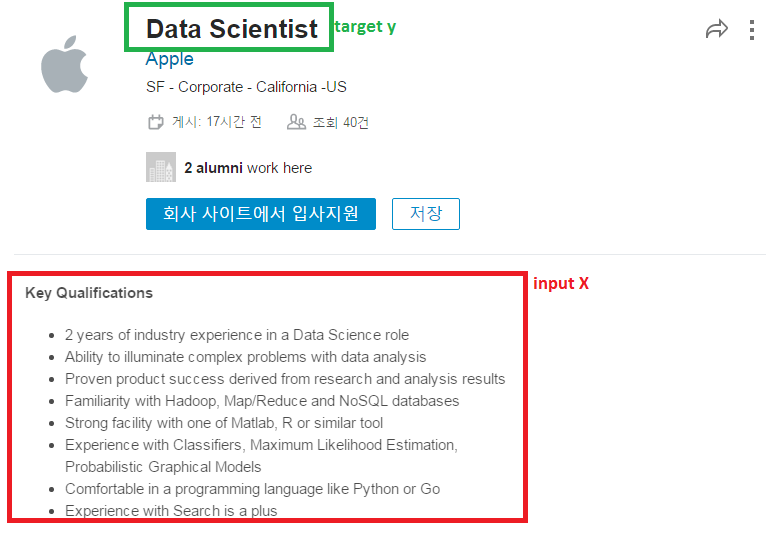 Data Scientist target y
Apple
SF - Corporate - California -US
게시: 17시간 전 조회 40건
2 alumni work here
회사 사이트에서 입사지원 저장
input X
Key Qualifications
2 years of industry experience in a Data Science role
Ability to illuminate complex problems with data analysis
Proven product success derived from research and analysis results
Familiarity with Hadoop, Map/Reduce and NoSQL databases
Strong facility with one of Matlab, R or similar tool
Experience with Classifiers, Maximum Likelihood Estimation,
Probabilistic Graphical Models
Comfortable in a programming language like Python or Go
Experience with Search is a plus